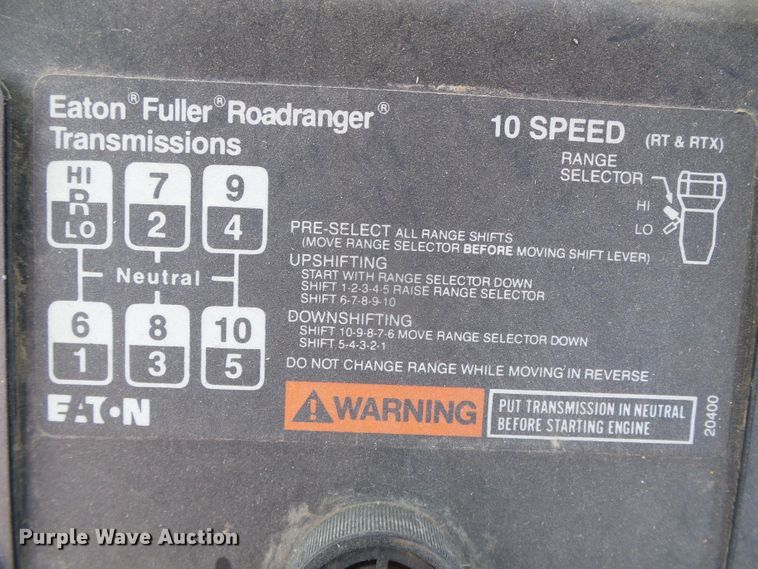 Eaton® Fuller® Roadranger®
Transmissions
10 SPEED (RT & RTX)
RANGE
SELECTOR
HI
LO
HI 7 9
R
LO 2 4
Neutral
6 8 10
1 3 5
PRE-SELECT ALL RANGE SHIFTS
(MOVE RANGE SELECTOR BEFORE MOVING SHIFT LEVER)
UPSHIFTING
START WITH RANGE SELECTOR DOWN
SHIFT 1-2-3-4-5 RAISE RANGE SELECTOR
SHIFT 6-7-8-9-10
DOWNSHIFTING
SHIFT 10-9-8-7-6 MOVE RANGE SELECTOR DOWN
SHIFT 5-4-3-2-1
DO NOT CHANGE RANGE WHILE MOVING IN REVERSE
EATON
WARNING
PUT TRANSMISSION IN NEUTRAL
BEFORE STARTING ENGINE
20400
Purple Wave Auction